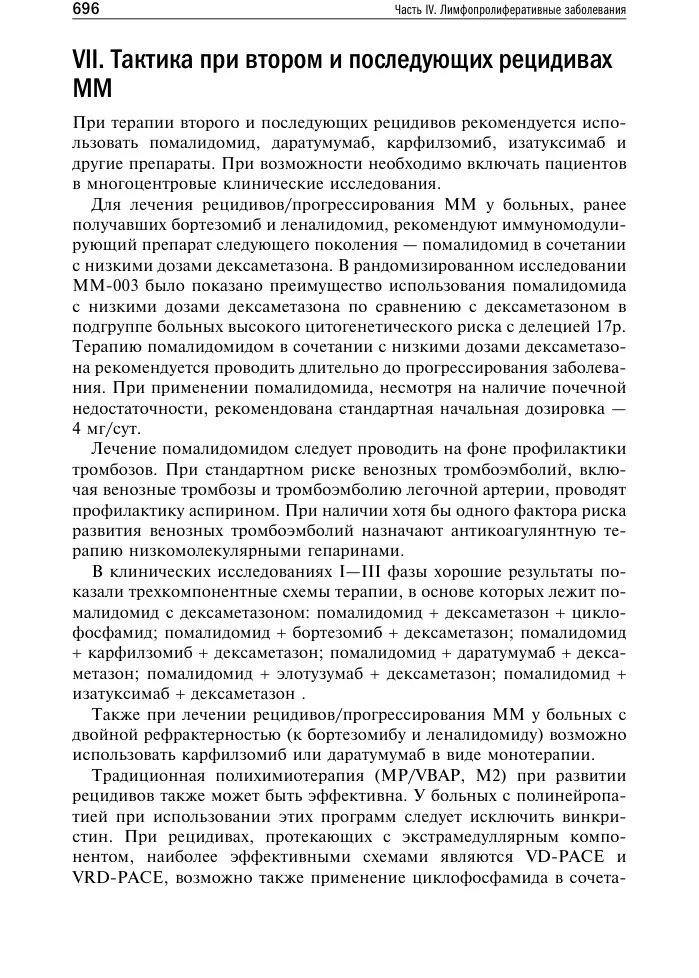 696
Часть IV. Лимфопролиферативные заболевания
VII. Тактика при втором и последующих рецидивах
ММ
При терапии второго и последующих рецидивов рекомендуется испо-
льзовать помалидомид, даратумумаб, карфилзомиб, изатуксимаб и
другие препараты. При возможности необходимо включать пациентов
в многоцентровые клинические исследования.
Для лечения рецидивов/прогрессирования ММ у больных, ранее
получавших бортезомиб и леналидомид, рекомендуют иммуномодули-
рующий препарат следующего поколения — помалидомид в сочетании
с низкими дозами дексаметазона. В рандомизированном исследовании
ММ-003 было показано преимущество использования помалидомида
с низкими дозами дексаметазона по сравнению с дексаметазоном в
подгруппе больных высокого цитогенетического риска с делецией 17p.
Терапию помалидомидом в сочетании с низкими дозами дексаметазо-
на рекомендуется проводить длительно до прогрессирования заболева-
ния. При применении помалидомида, несмотря на наличие почечной
недостаточности, рекомендована стандартная начальная дозировка —
4 мг/сут.
Лечение помалидомидом следует проводить на фоне профилактики
тромбозов. При стандартном риске венозных тромбоэмболий, вклю-
чая венозные тромбозы и тромбоэмболию легочной артерии, проводят
профилактику аспирином. При наличии хотя бы одного фактора риска
развития венозных тромбоэмболий назначают антикоагулянтную те-
рапию низкомолекулярными гепаринами.
В клинических исследованиях I—III фазы хорошие результаты по-
казали трехкомпонентные схемы терапии, в основе которых лежит по-
малидомид с дексаметазоном: помалидомид + дексаметазон + цикло-
фосфамид; помалидомид + бортезомиб + дексаметазон; помалидомид
+ карфилзомиб + дексаметазон; помалидомид + даратумумаб + декса-
метазон; помалидомид + элотузумаб + дексаметазон; помалидомид +
изатуксимаб + дексаметазон .
Также при лечении рецидивов/прогрессирования ММ у больных с
двойной рефрактерностью (к бортезомибу и леналидомиду) возможно
использовать карфилзомиб или даратумумаб в виде монотерапии.
Традиционная полихимиотерапия (MP/VBAP, M2) при развитии
рецидивов также может быть эффективна. У больных с полинейропа-
тией при использовании этих программ следует исключить винкри-
стин. При рецидивах, протекающих с экстрамедуллярным компо-
нентом, наиболее эффективными схемами являются VD-PACE и
VRD-PACE, возможно также применение циклофосфамида в сочета-